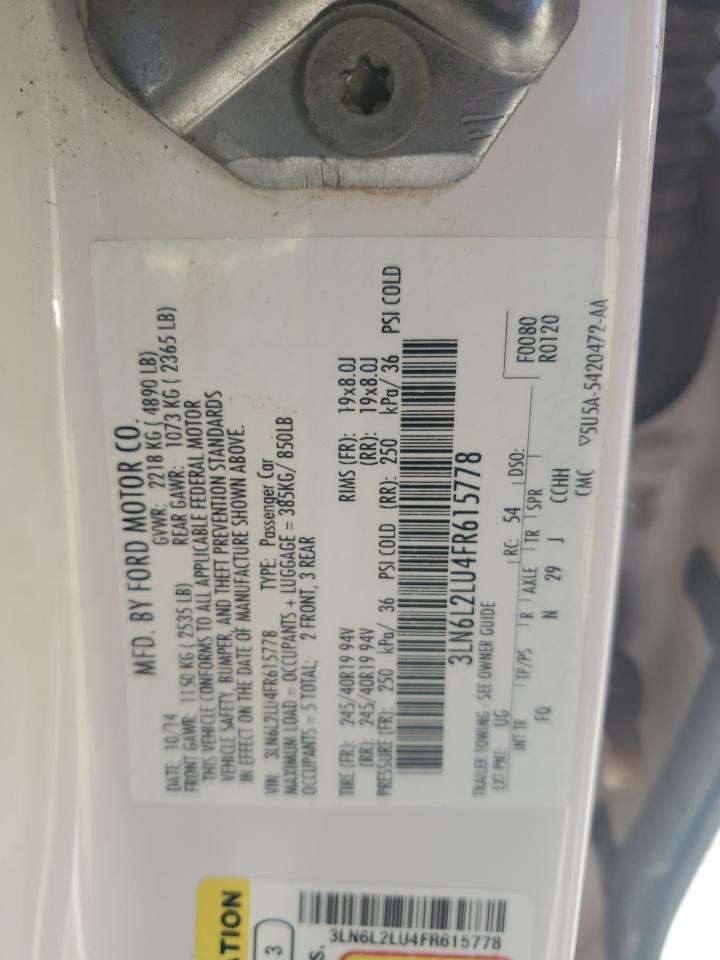 MFD. BY FORD MOTOR CO.
DATE: 10/14 GVWR: 2218 KG ( 4890 LB)
FRONT GAWR: 1150 KG ( 2535 LB) REAR GAWR: 1073 KG ( 2365 LB)
THIS VEHICLE CONFORMS TO ALL APPLICABLE FEDERAL MOTOR
VEHICLE SAFETY, BUMPER, AND THEFT PREVENTION STANDARDS
IN EFFECT ON THE DATE OF MANUFACTURE SHOWN ABOVE.
VIN: 3LN6L2LU4FR615778 TYPE: Passenger Car
MAXIMUM LOAD = OCCUPANTS + LUGGAGE = 385KG/ 850LB
OCCUPANTS = 5 TOTAL; 2 FRONT, 3 REAR
TIRE (FR): 245/40R19 94V RIMS (FR): 19x8.0J
(RR): 245/40R19 94V (RR): 19x8.0J
PRESSURE (FR): 250 kPa/ 36 PSI COLD (RR): 250 kPa/ 36 PSI COLD
3LN6L2LU4FR615778
F0080
R0120
TRAILER TOWING - SEE OWNER GUIDE
EXT PNT: UG RC: 54 DSO:
INT TR TP/PS R AXLE TR SPR
FQ N 29 J CCHH
CMC ▽5U5A-5420472-AA
ATION
3
S.
3LN6L2LU4FR615778